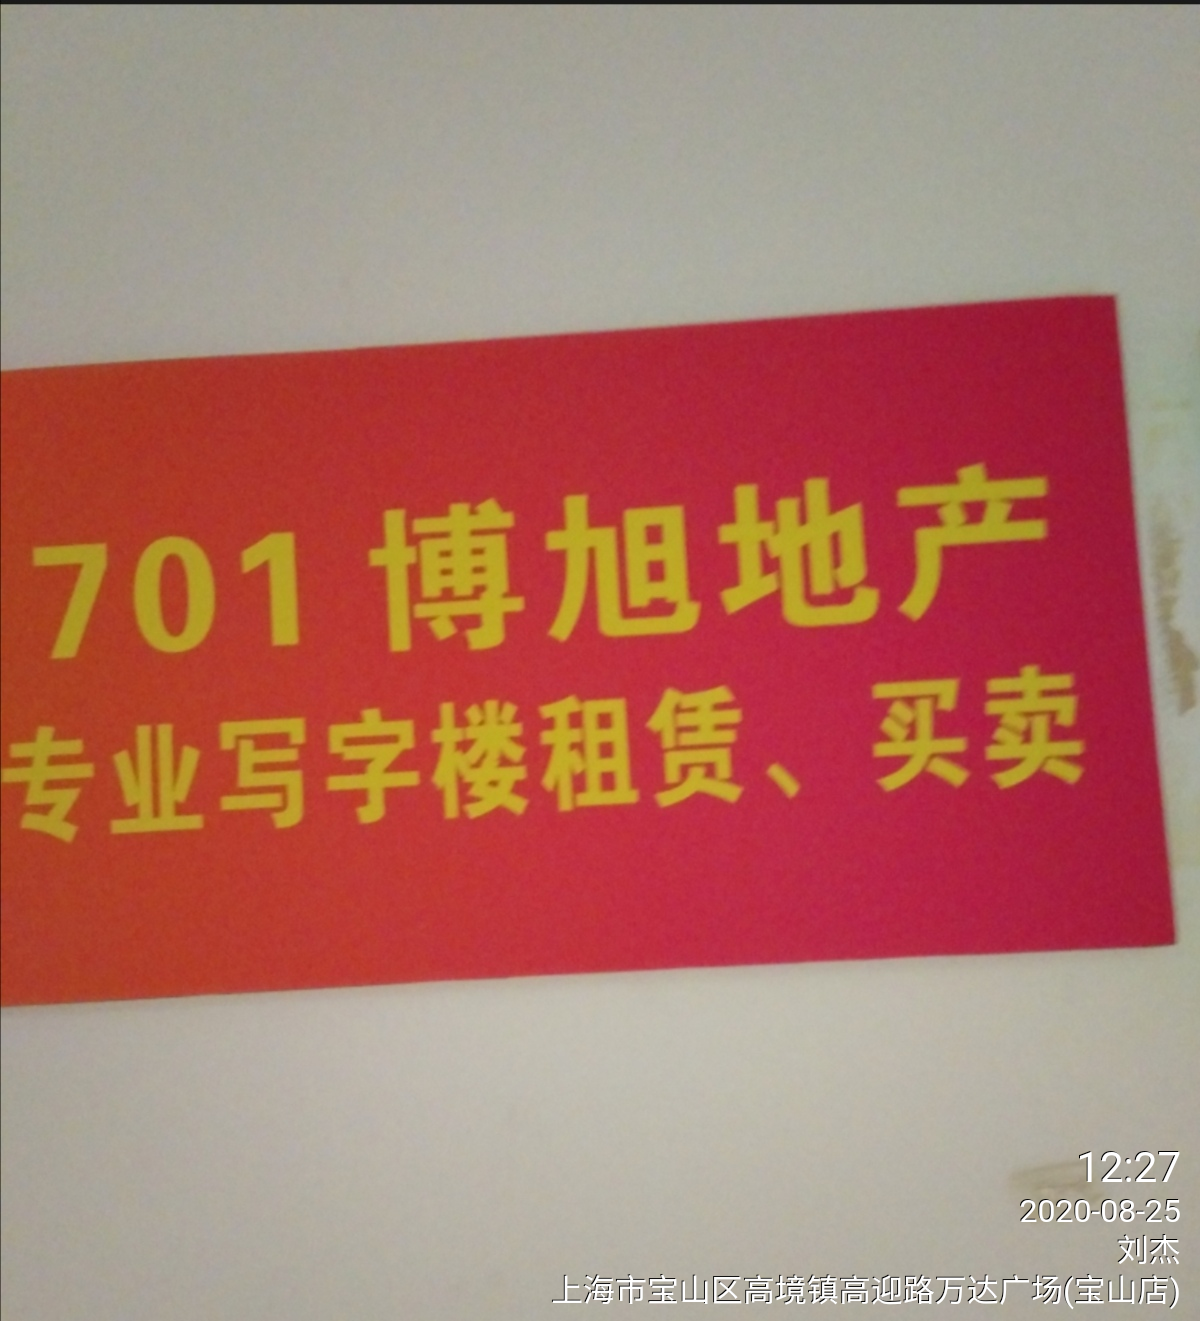 701 博旭地产
专业写字楼租赁、买卖
12:27
2020-08-25
刘杰
上海市宝山区高境镇高迎路万达广场(宝山店)